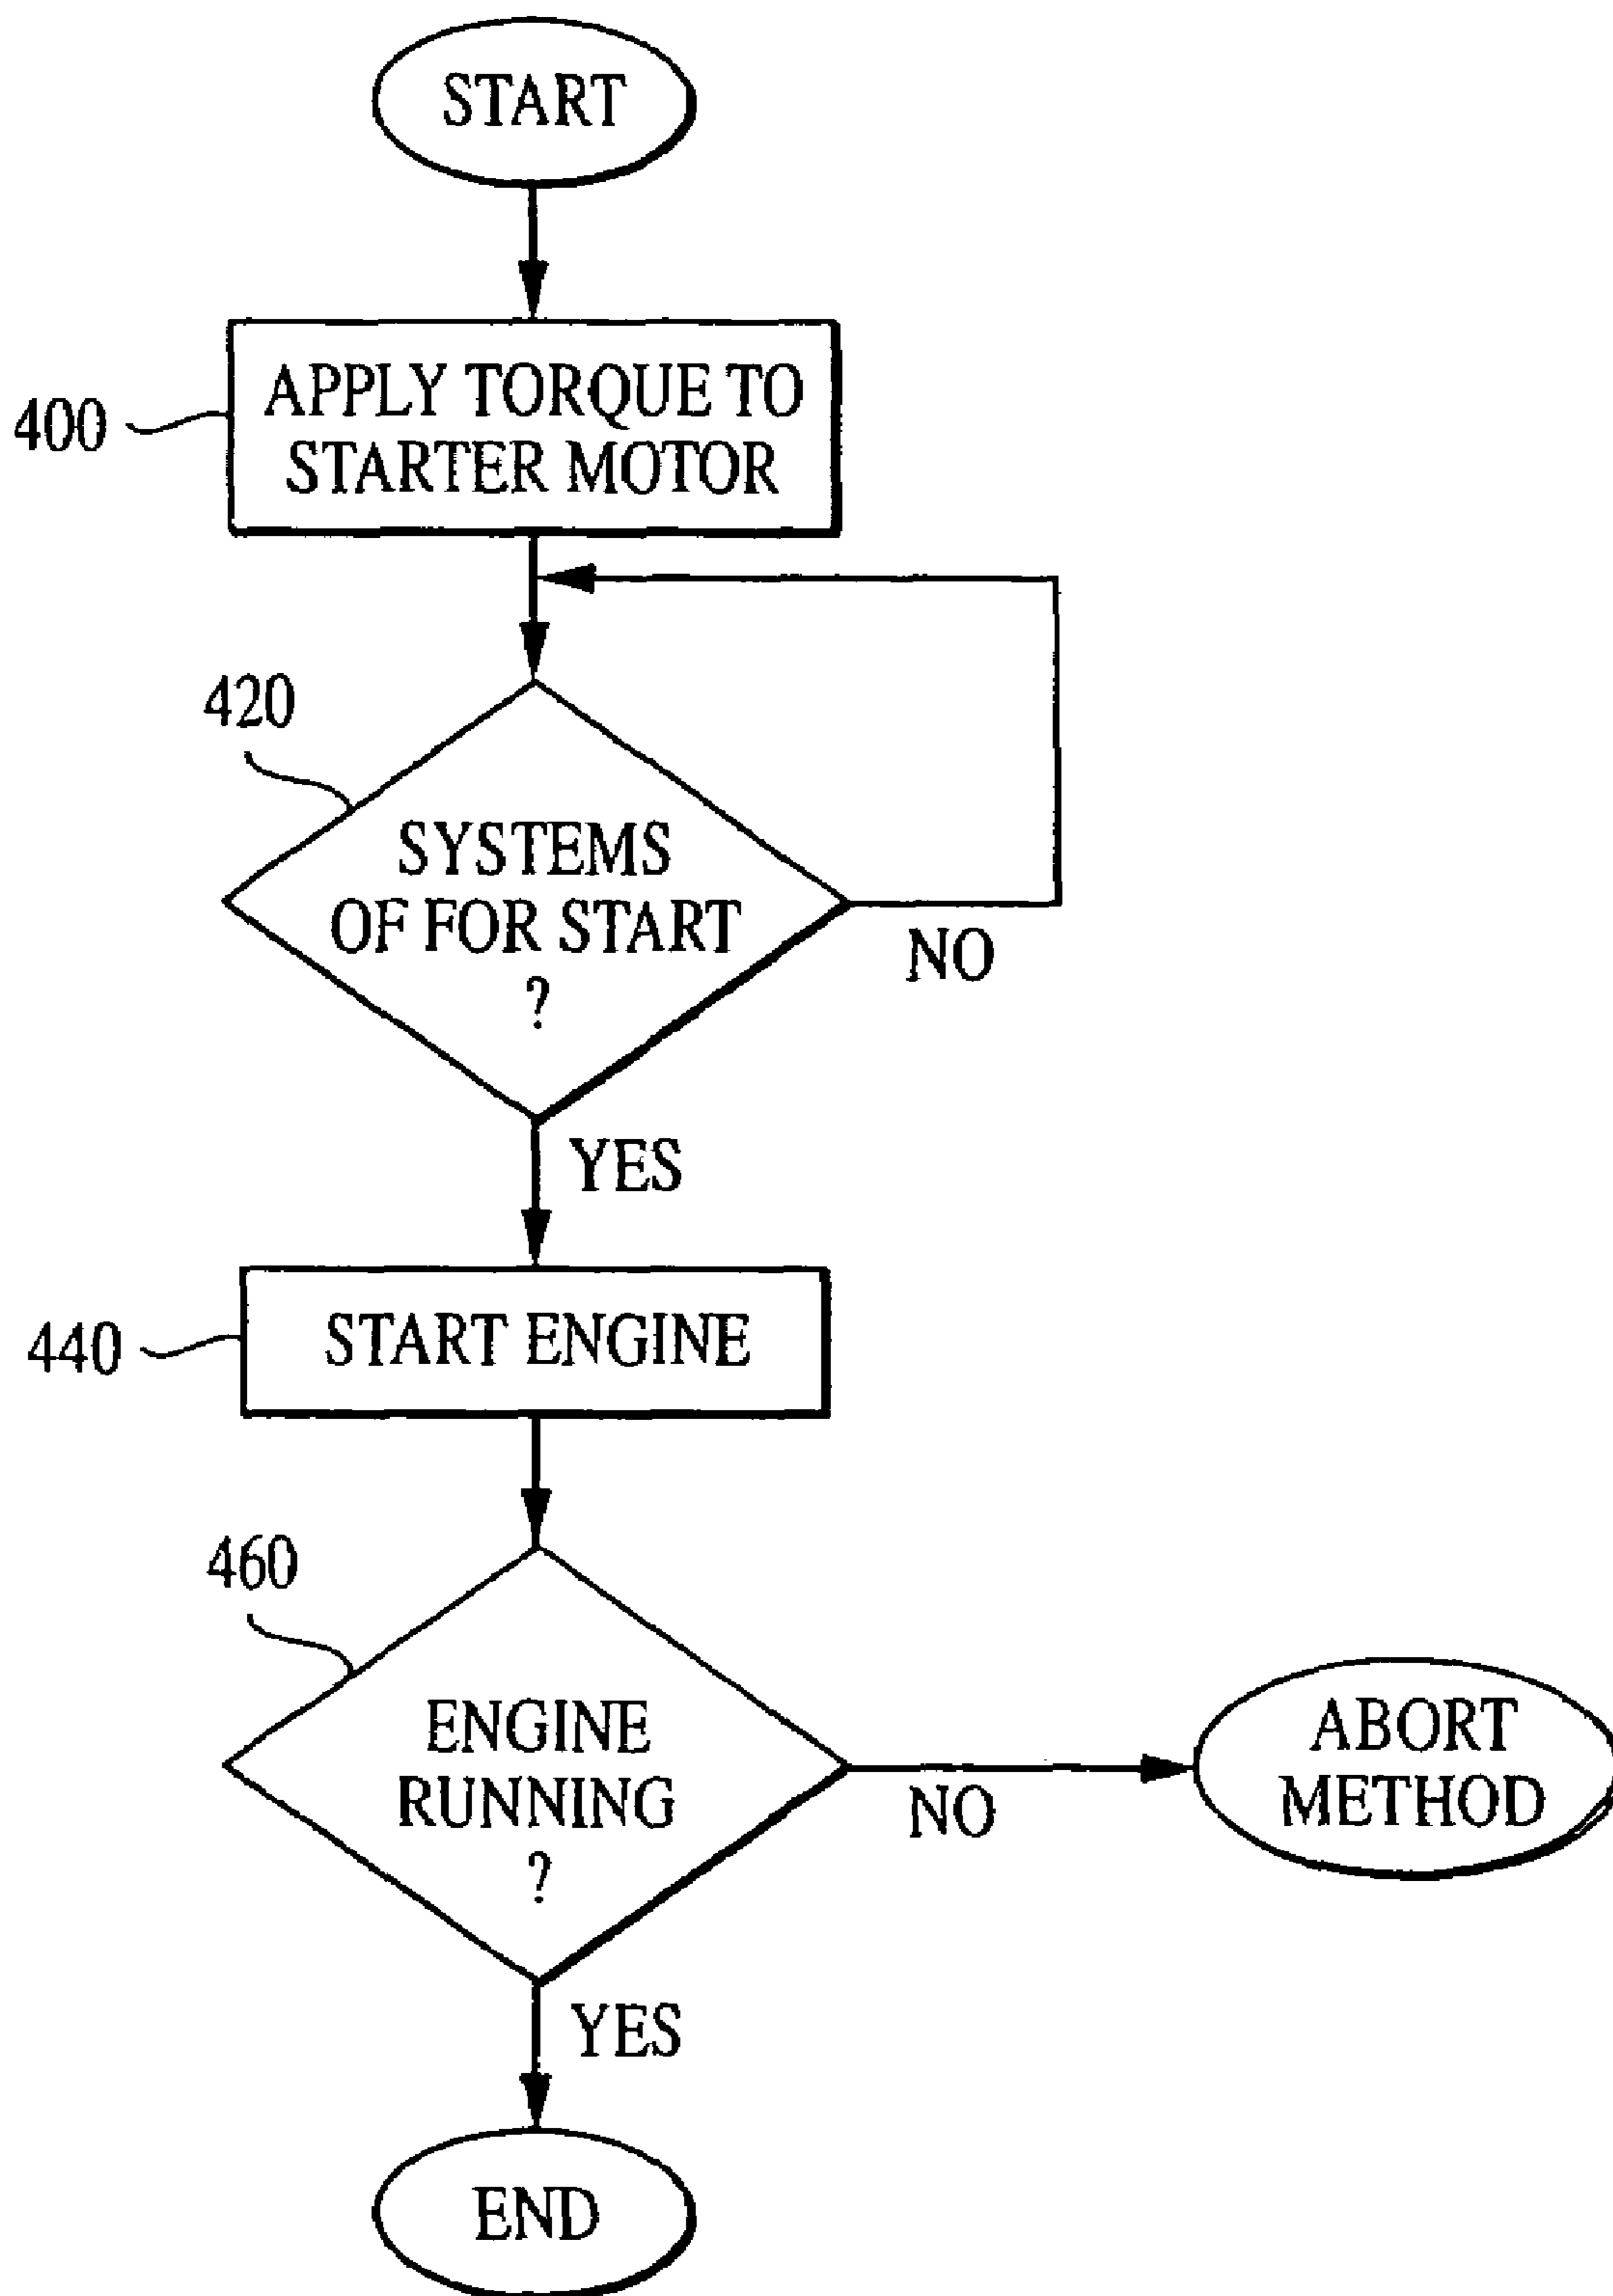 START
400
APPLY TORQUE TO
STARTER MOTOR
420
SYSTEMS
OF FOR START
?
NO
YES
440
START ENGINE
460
ENGINE
RUNNING
?
NO
ABORT
METHOD
YES
END